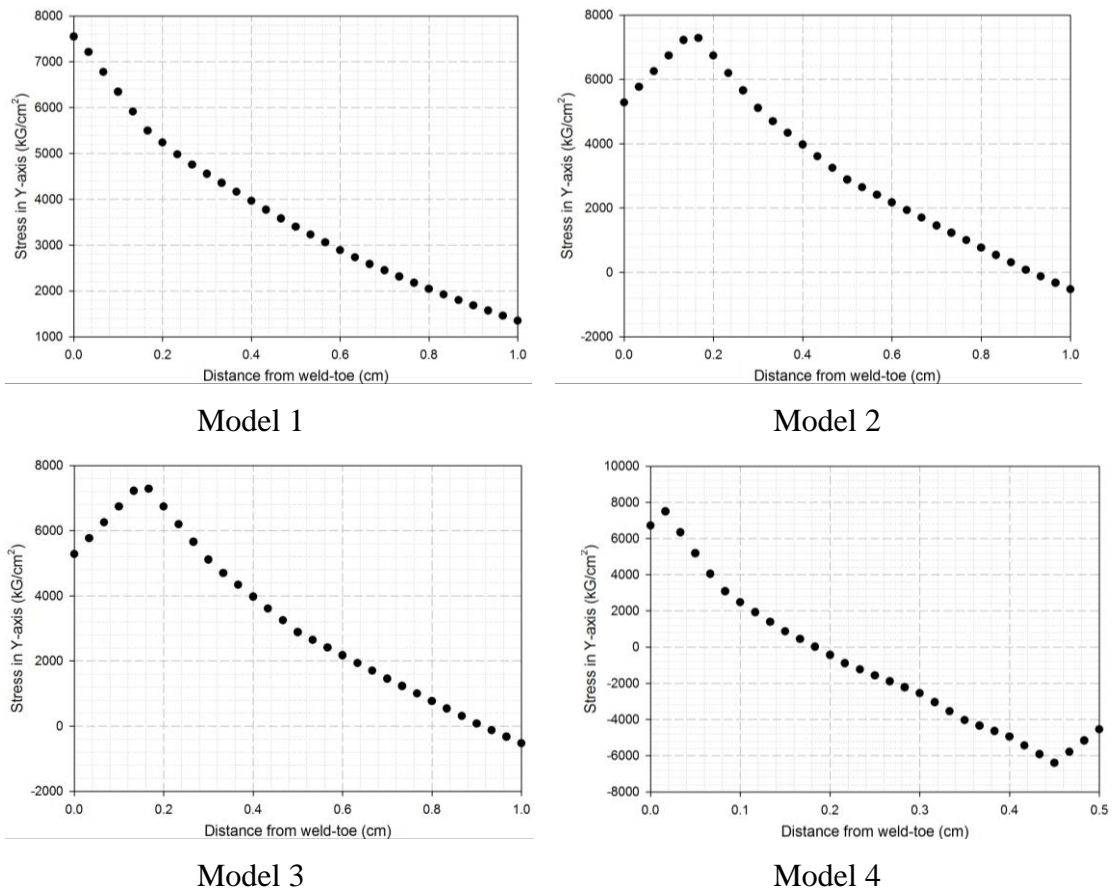 8000
7000
6000
5000
4000
3000
2000
1000
Stress in Y-axis (kG/cm²)
0.0 0.2 0.4 0.6 0.8 1.0
Distance from weld-toe (cm)
Model 1
8000
6000
4000
2000
0
-2000
Stress in Y-axis (kG/cm²)
0.0 0.2 0.4 0.6 0.8 1.0
Distance from weld-toe (cm)
Model 2
8000
6000
4000
2000
0
-2000
Stress in Y-axis (kG/cm²)
0.0 0.2 0.4 0.6 0.8 1.0
Distance from weld-toe (cm)
Model 3
10000
8000
6000
4000
2000
0
-2000
-4000
-6000
-8000
Stress in Y-axis (kG/cm²)
0.0 0.1 0.2 0.3 0.4 0.5
Distance from weld-toe (cm)
Model 4